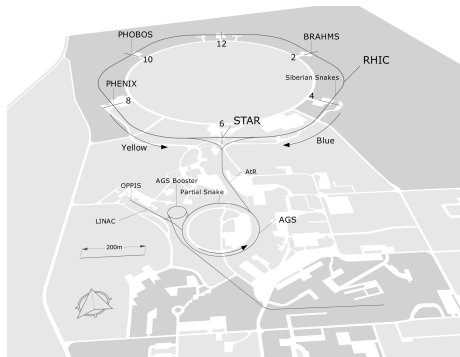 PHOBOS
12
BRAHMS
10
2
RHIC
Siberian Snakes
PHENIX
8
4
6
STAR
Yellow
Blue
AtR
AGS Booster
OPPIS
Partial Snake
LINAC
AGS
200m